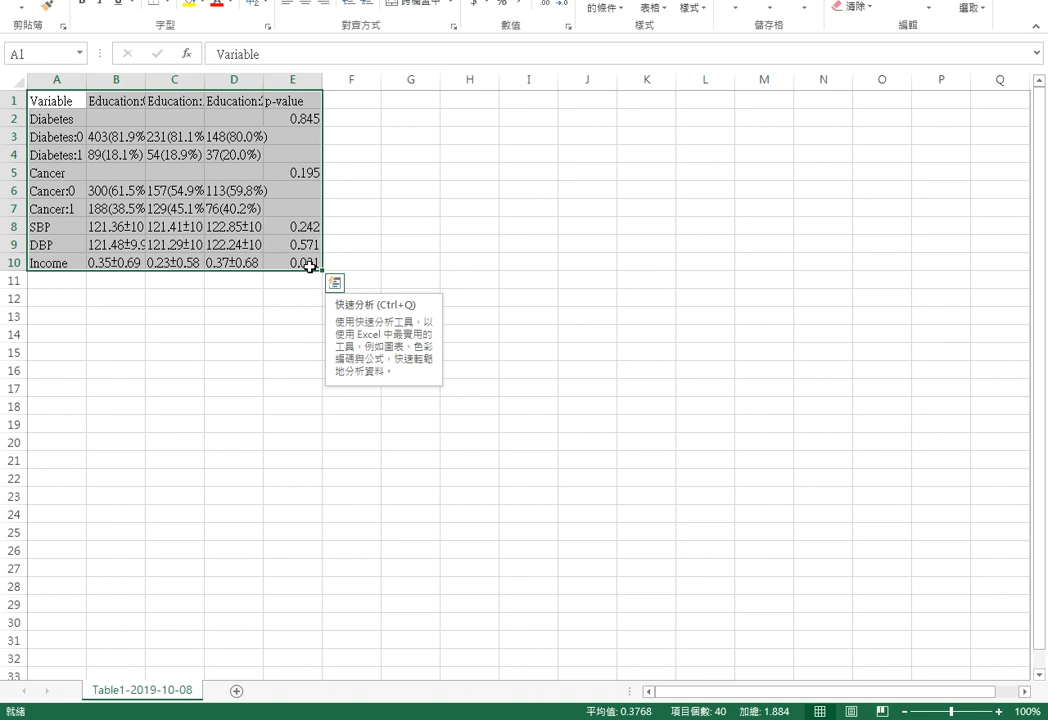 的條件 表格 樣式 清除 選取
剪貼簿 字型 對齊方式 數值 樣式 儲存格 編輯
A1 fx Variable
A B C D E F G H I J K L M N O P Q
1 Variable Education: Education: Education: p-value
2 Diabetes 0.845
3 Diabetes:0 403(81.9% 231(81.1% 148(80.0%)
4 Diabetes:1 89(18.1%) 54(18.9%) 37(20.0%)
5 Cancer 0.195
6 Cancer:0 300(61.5% 157(54.9% 113(59.8%)
7 Cancer:1 188(38.5% 129(45.1% 76(40.2%)
8 SBP 121.36±10 121.41±10 122.85±10 0.242
9 DBP 121.48±9.9 121.29±10 122.24±10 0.571
10 Income 0.35±0.69 0.23±0.58 0.37±0.68
11
12
13
14
15
16
17
18
19
20
21
22
23
24
25
26
27
28
29
30
31
32
33
快速分析 (Ctrl+Q)
使用快速分析工具，以
使用 Excel 中最實用的
工具，例如圖表、色彩
編碼與公式，快速輕鬆
地分析資料。
Table1-2019-10-08
就緒 平均值: 0.3768 項目個數: 40 加總: 1.884 100%